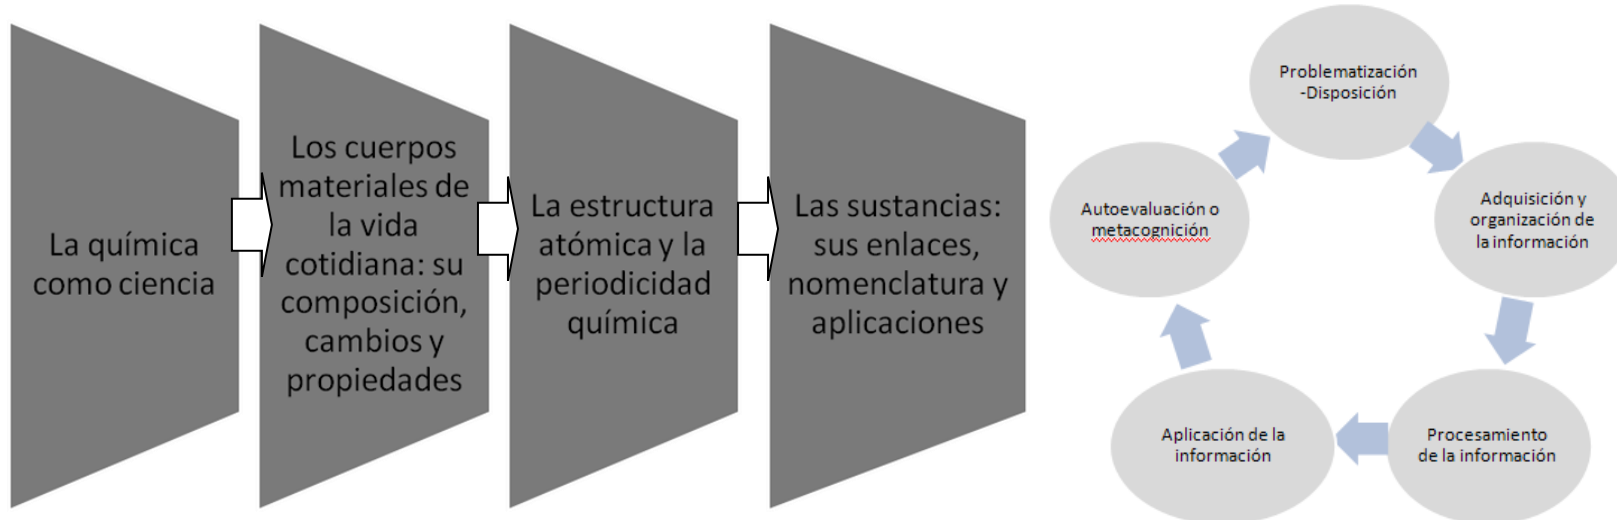 La química
como ciencia
Los cuerpos
materiales de
la vida
cotidiana: su
composición,
cambios y
propiedades
La estructura
atómica y la
periodicidad
química
Las sustancias:
sus enlaces,
nomenclatura y
aplicaciones
Problematización
-Disposición
Adquisición y
organización de
la información
Procesamiento
de la información
Aplicación de la
información
Autoevaluación o
metacognición